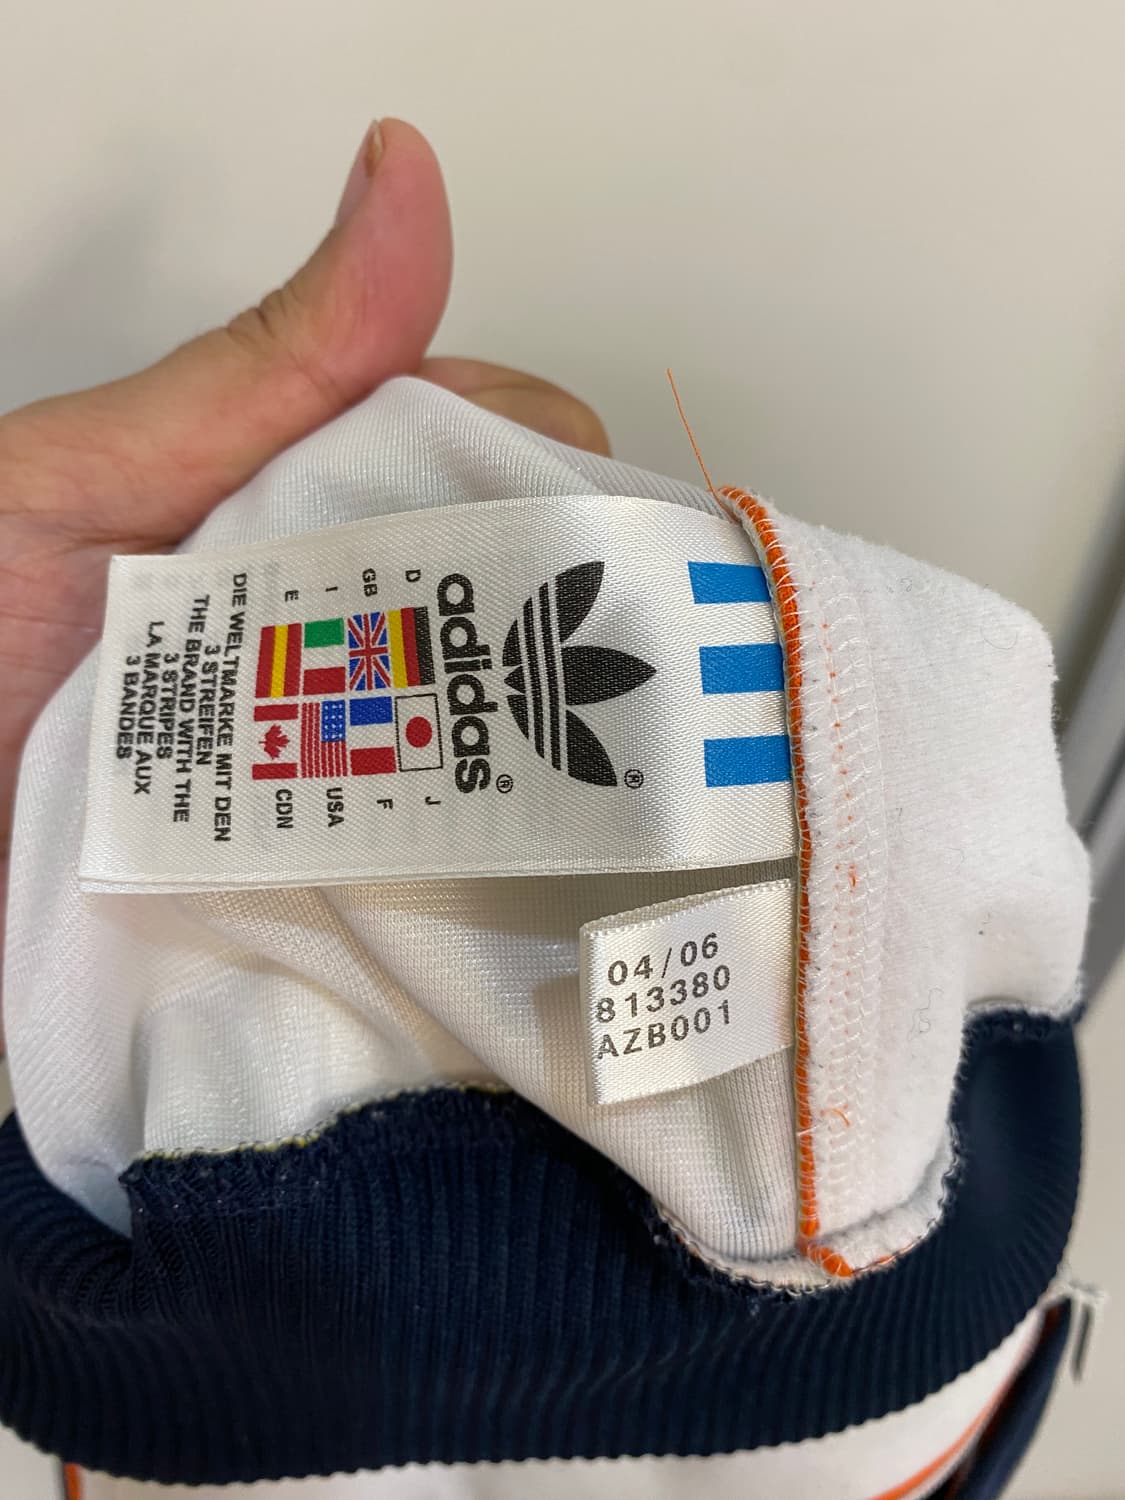 adidas®
®
D
J
GB
F
I
USA
E
CDN
DIE WELTMARKE MIT DEN
3 STREIFEN
THE BRAND WITH THE
3 STRIPES
LA MARQUE AUX
3 BANDES
04/06
813380
AZB001